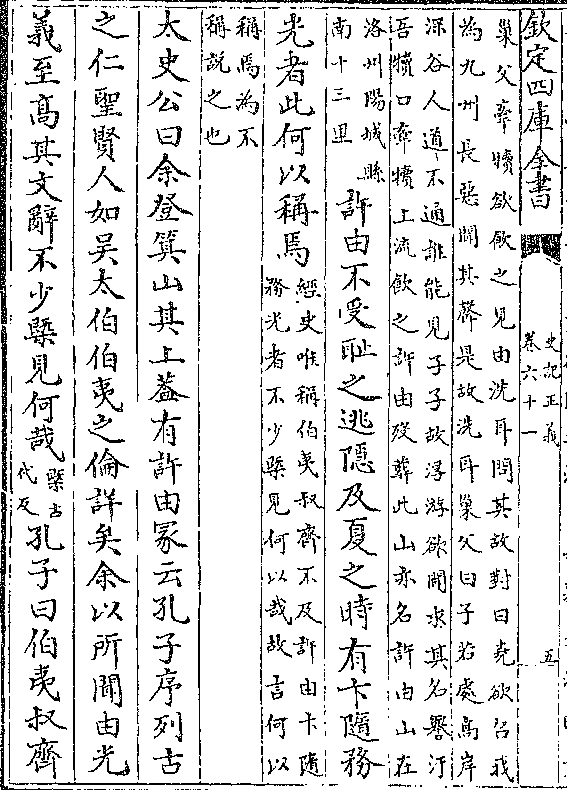 欽定四庫全書
史記正義
卷六十一
五
巢父牽犢欲飲之見由洗耳問其故對曰堯欲召我
為九州長惡聞其聲是故洗耳巢父曰子若處髙岸
深谷人道不通誰能見子子故浮游欲聞求其名譽汙
吾犢口牽犢上流飲之許由殁葬此山亦名許由山在
洛州陽城縣
南十三里
許由不受耻之逃隠及夏之時有卞隨務
光者此何以稱焉
經史唯稱伯夷叔齊不及許由卞隨
務光者不少槩見何以哉故言何以
稱焉為不
稱說之也
太史公曰余登箕山其上葢有許由冢云孔子序列古
之仁聖賢人如吴太伯伯夷之倫詳矣余以所聞由光
義至髙其文辭不少槩見何哉
槩古
代反
孔子曰伯夷叔齊